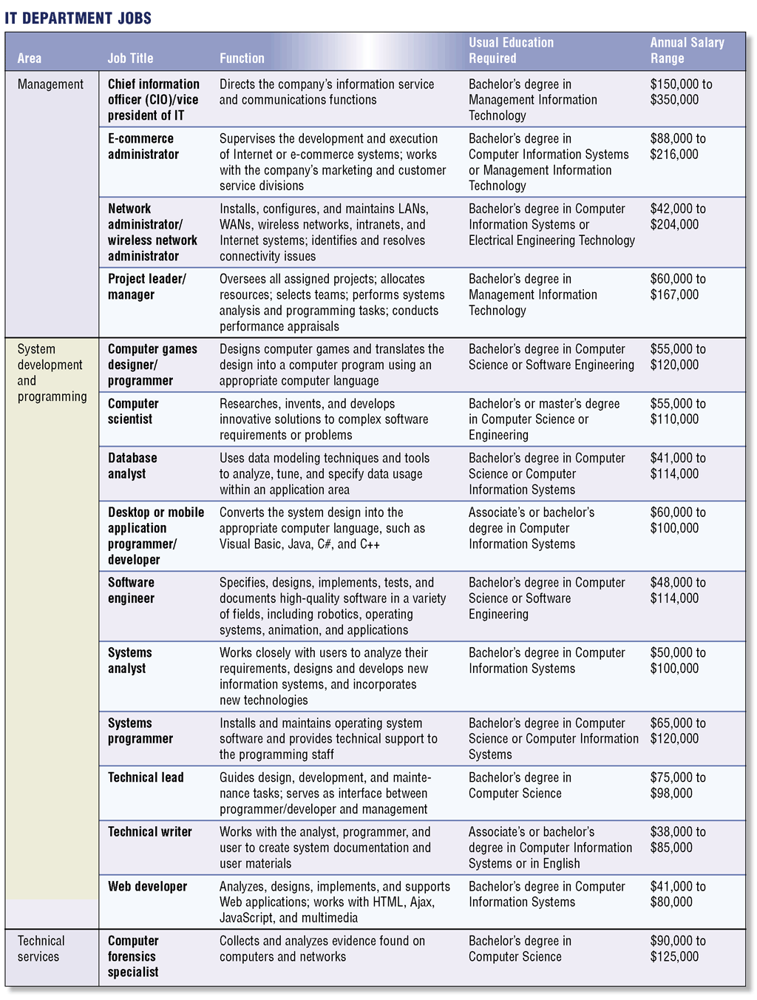 IT DEPARTMENT JOBS
Area
Job Title
Function
Usual Education
Required
Annual Salary
Range
Management
Chief information
officer (CIO)/vice
president of IT
Directs the company's information service
and communications functions
Bachelor's degree in
Management Information
Technology
$150,000 to
$350,000
E-commerce
administrator
Supervises the development and execution
of Internet or e-commerce systems; works
with the company's marketing and customer
service divisions
Bachelor's degree in
Computer Information Systems
or Management Information
Technology
$88,000 to
$216,000
Network
administrator/
wireless network
administrator
Installs, configures, and maintains LANs,
WANs, wireless networks, intranets, and
Internet systems; identifies and resolves
connectivity issues
Bachelor's degree in Computer
Information Systems or
Electrical Engineering Technology
$42,000 to
$204,000
Project leader/
manager
Oversees all assigned projects; allocates
resources; selects teams; performs systems
analysis and programming tasks; conducts
performance appraisals
Bachelor's degree in
Management Information
Technology
$60,000 to
$167,000
System
development
and
programming
Computer games
designer/
programmer
Designs computer games and translates the
design into a computer program using an
appropriate computer language
Bachelor's degree in Computer
Science or Software Engineering
$55,000 to
$120,000
Computer
scientist
Researches, invents, and develops
innovative solutions to complex software
requirements or problems
Bachelor's or master's degree
in Computer Science or
Engineering
$55,000 to
$110,000
Database
analyst
Uses data modeling techniques and tools
to analyze, tune, and specify data usage
within an application area
Bachelor's degree in Computer
Science or Computer
Information Systems
$41,000 to
$114,000
Desktop or mobile
application
programmer/
developer
Converts the system design into the
appropriate computer language, such as
Visual Basic, Java, C#, and C++
Associate's or bachelor's
degree in Computer
Information Systems
$60,000 to
$100,000
Software
engineer
Specifies, designs, implements, tests, and
documents high-quality software in a variety
of fields, including robotics, operating
systems, animation, and applications
Bachelor's degree in Computer
Science or Software
Engineering
$48,000 to
$114,000
Systems
analyst
Works closely with users to analyze their
requirements, designs and develops new
information systems, and incorporates
new technologies
Bachelor's degree in Computer
Information Systems
$50,000 to
$100,000
Systems
programmer
Installs and maintains operating system
software and provides technical support to
the programming staff
Bachelor's degree in Computer
Science or Computer Information
Systems
$65,000 to
$120,000
Technical lead
Guides design, development, and mainte-
nance tasks; serves as interface between
programmer/developer and management
Bachelor's degree in
Computer Science
$75,000 to
$98,000
Technical writer
Works with the analyst, programmer, and
user to create system documentation and
user materials
Associate's or bachelor's
degree in Computer Information
Systems or in English
$38,000 to
$85,000
Web developer
Analyzes, designs, implements, and supports
Web applications; works with HTML, Ajax,
JavaScript, and multimedia
Bachelor's degree in Computer
Information Systems
$41,000 to
$80,000
Technical
services
Computer
forensics
specialist
Collects and analyzes evidence found on
computers and networks
Bachelor's degree in
Computer Science
$90,000 to
$125,000